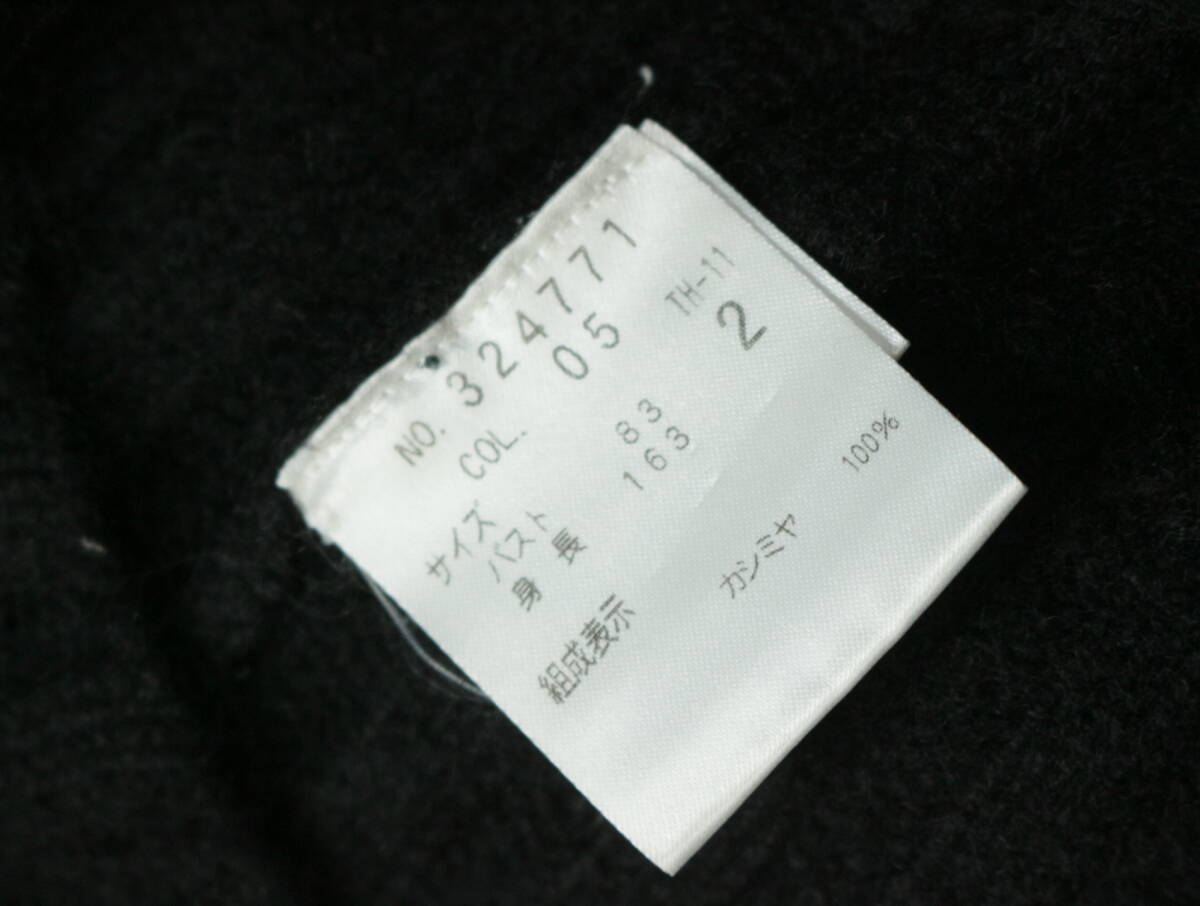 NO. 324771
COL. 05 TH-11
サイズ 2
バスト 83
身長 163
組成表示
カシミヤ 100%